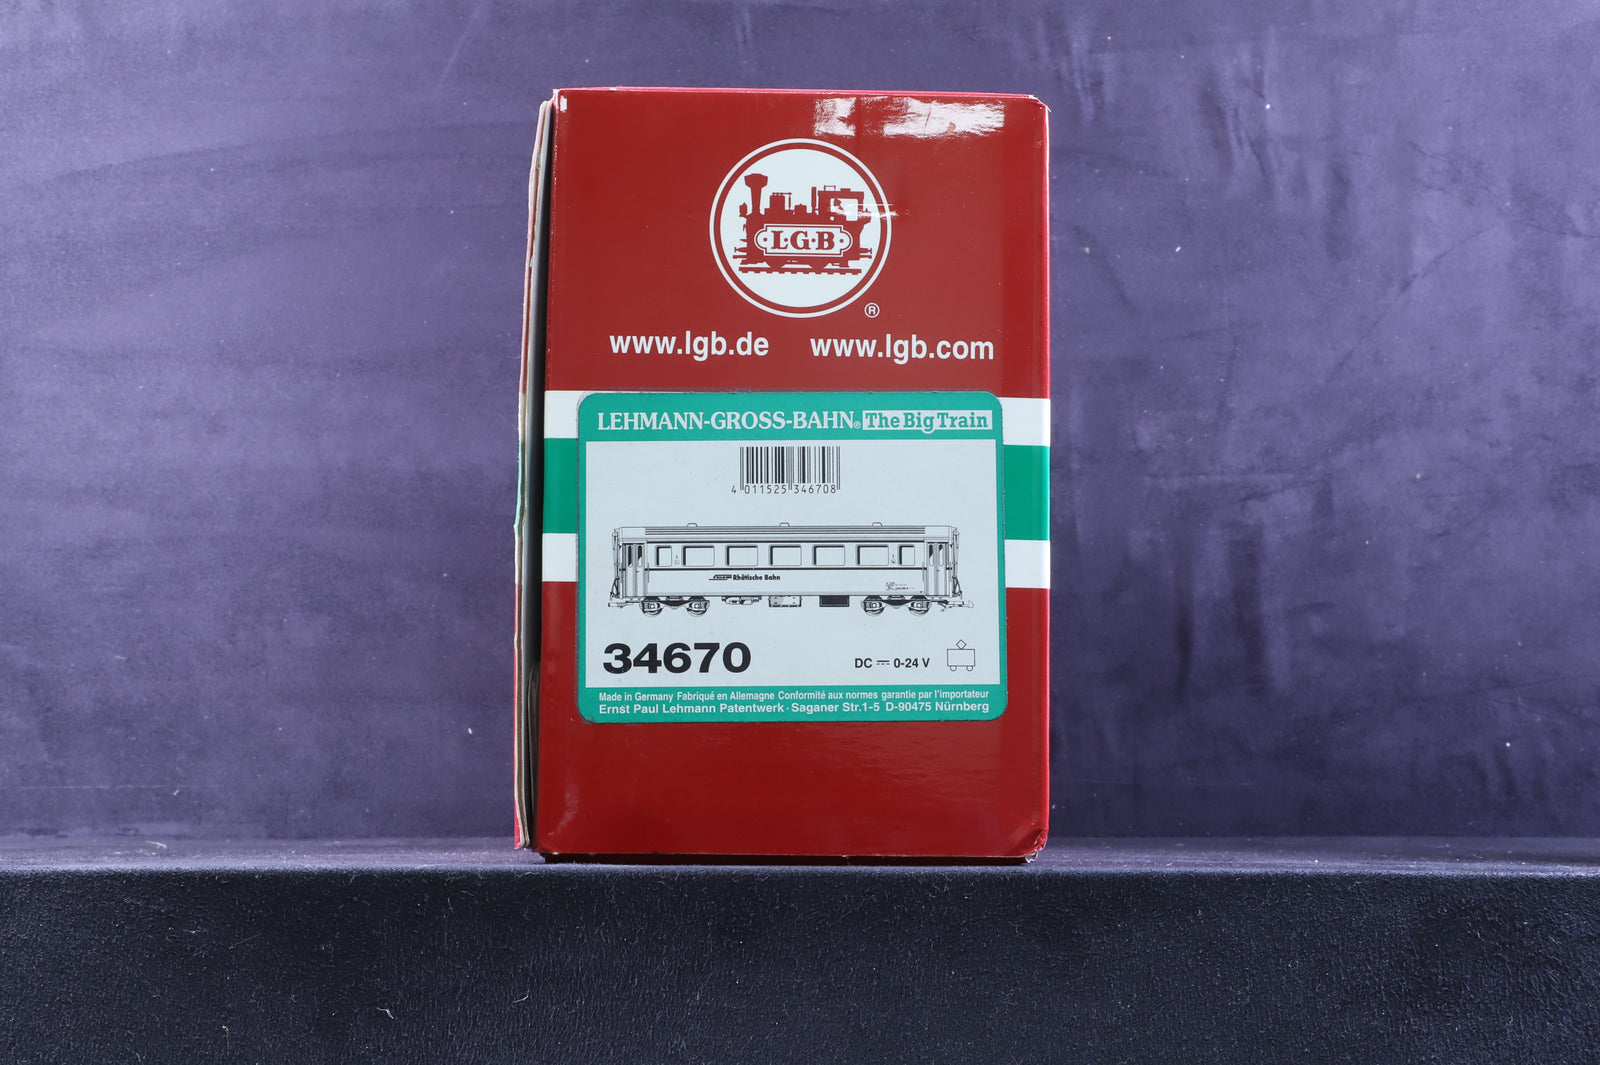 L·G·B
®
www.lgb.de www.lgb.com
LEHMANN-GROSS-BAHN® The Big Train
4 011525 346708
Rhätische Bahn
34670
DC 0-24 V
Made in Germany Fabriqué en Allemagne Conformité aux normes garantie par l'importateur
Ernst Paul Lehmann Patentwerk · Saganer Str.1-5 D-90475 Nürnberg